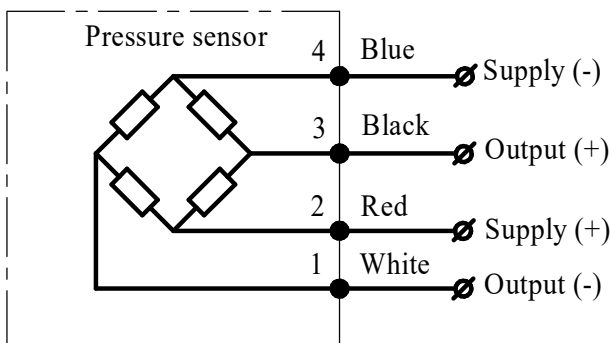 Pressure sensor
4 Blue Supply (-)
3 Black Output (+)
2 Red Supply (+)
1 White Output (-)